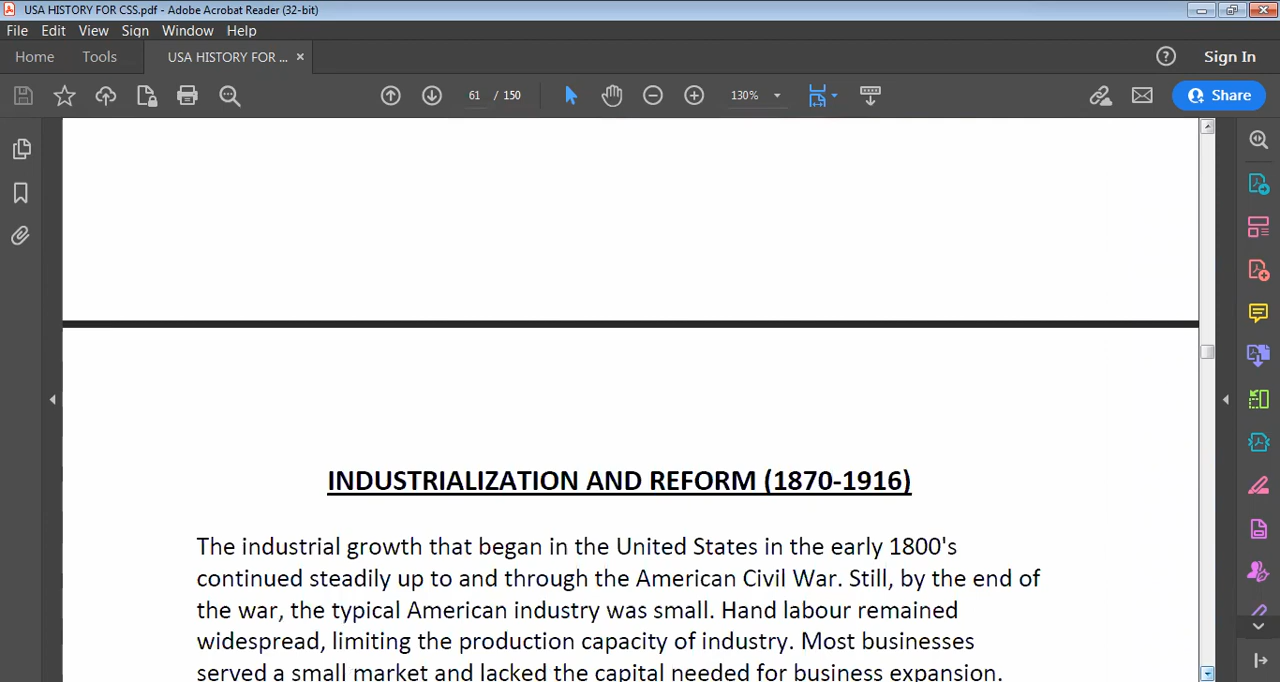 USA HISTORY FOR CSS.pdf - Adobe Acrobat Reader (32-bit)
File Edit View Sign Window Help
Home Tools USA HISTORY FOR ... × ? Sign In
61 / 150 130% Share
INDUSTRIALIZATION AND REFORM (1870-1916)
The industrial growth that began in the United States in the early 1800's
continued steadily up to and through the American Civil War. Still, by the end of
the war, the typical American industry was small. Hand labour remained
widespread, limiting the production capacity of industry. Most businesses
served a small market and lacked the capital needed for business expansion.